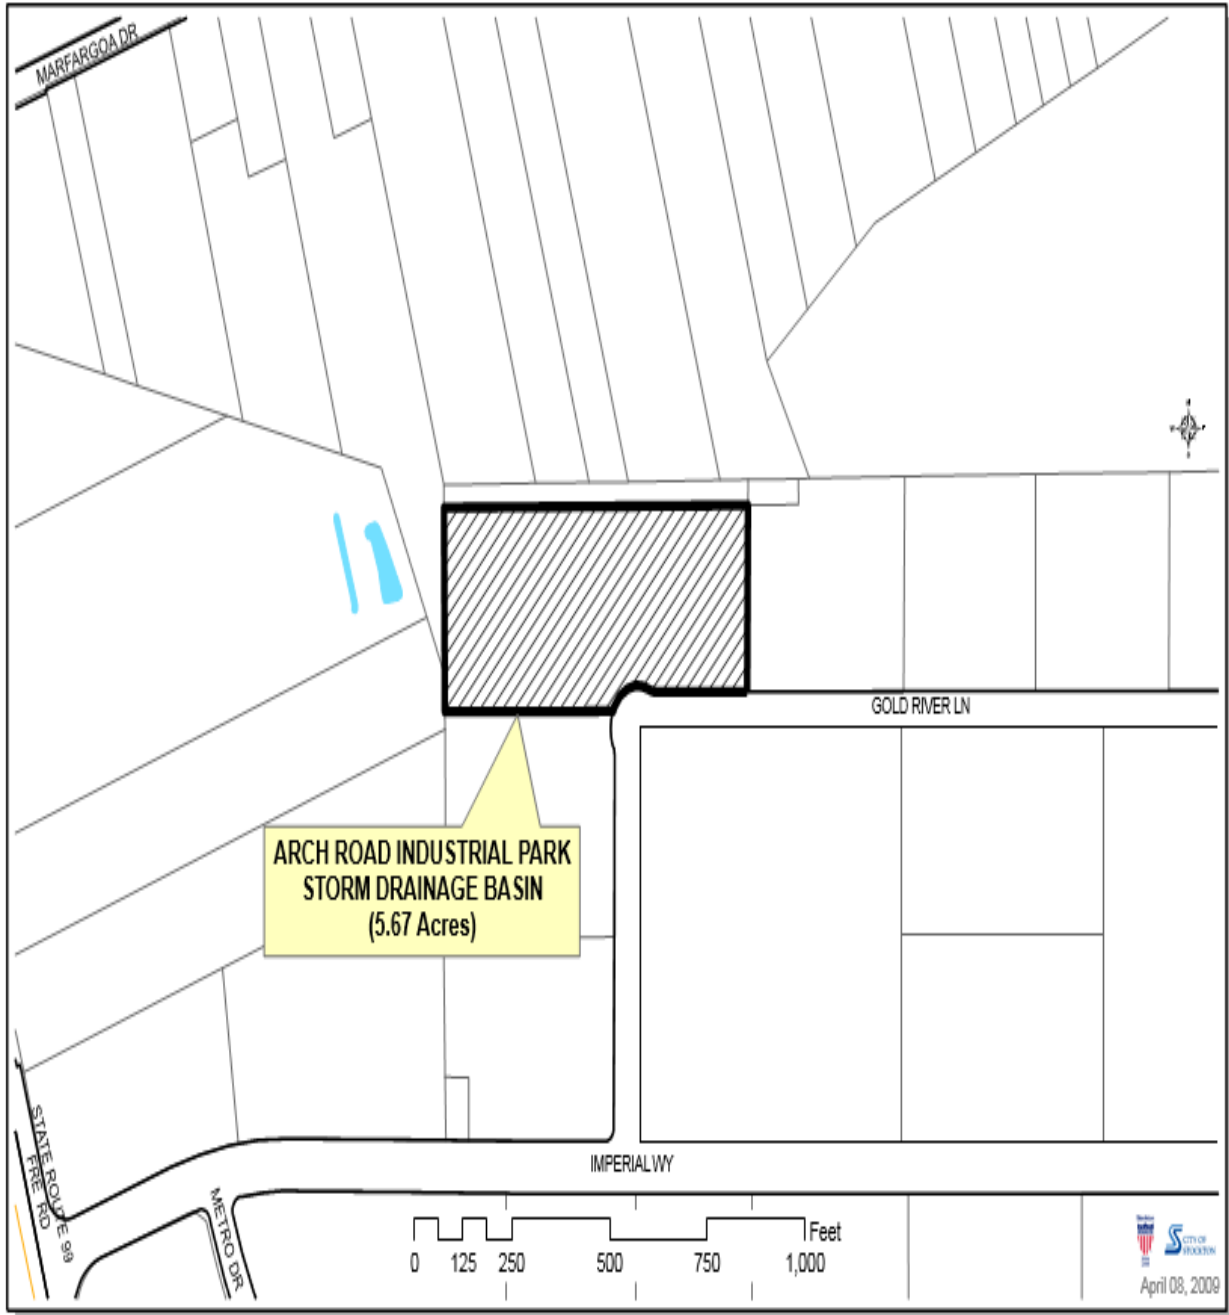 MARFARGOA DR
GOLD RIVER LN
ARCH ROAD INDUSTRIAL PARK
STORM DRAINAGE BASIN
(5.67 Acres)
IMPERIAL WY
STATE ROUTE 99
FRE RD
METRO DR
Feet
0 125 250 500 750 1,000
CITY OF
STOCKTON
April 08, 2009